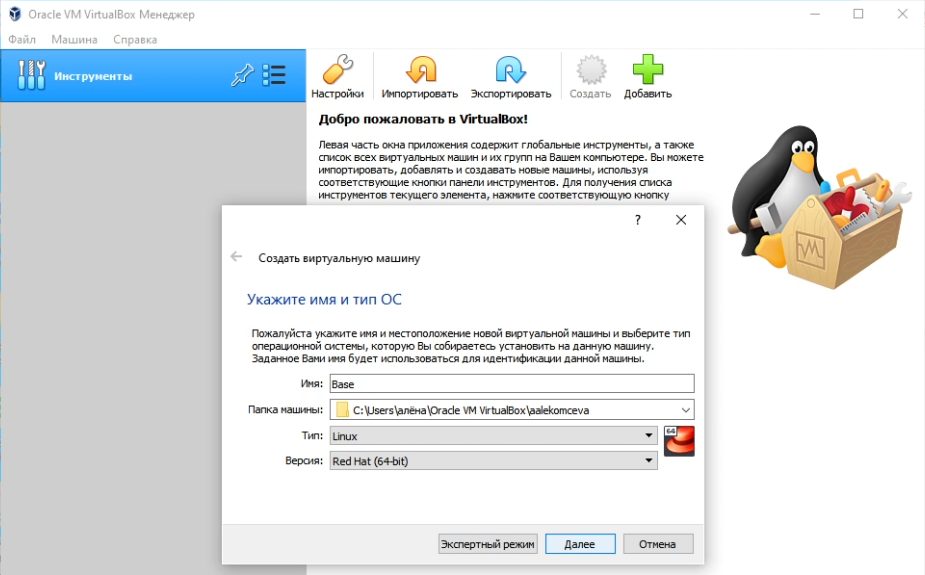 Oracle VM VirtualBox Менеджер
Файл Машина Справка
Инструменты
Настройки Импортировать Экспортировать Создать Добавить
Добро пожаловать в VirtualBox!
Левая часть окна приложения содержит глобальные инструменты, а также
список всех виртуальных машин и их групп на Вашем компьютере. Вы можете
импортировать, добавлять и создавать новые машины, используя
соответствующие кнопки панели инструментов. Для получения списка
инструментов текущего элемента, нажмите соответствующую кнопку
?
Создать виртуальную машину
Укажите имя и тип ОС
Пожалуйста укажите имя и местоположение новой виртуальной машины и выберите тип
операционной системы, которую Вы собираетесь установить на данную машину.
Заданное Вами имя будет использоваться для идентификации данной машины.
Имя: Base
Папка машины: C:\Users\алёна\Oracle VM VirtualBox\aalekomceva
Тип: Linux
64
Версия: Red Hat (64-bit)
Экспертный режим Далее Отмена